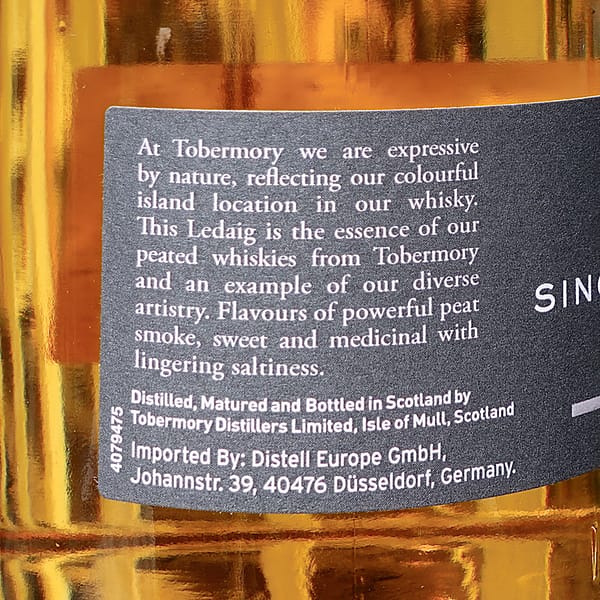 At Tobermory we are expressive
by nature, reflecting our colourful
island location in our whisky.
This Ledaig is the essence of our
peated whiskies from Tobermory
and an example of our diverse
artistry. Flavours of powerful peat
smoke, sweet and medicinal with
lingering saltiness.
Distilled, Matured and Bottled in Scotland by
Tobermory Distillers Limited, Isle of Mull, Scotland
Imported By: Distell Europe GmbH,
Johannstr. 39, 40476 Düsseldorf, Germany.
4079475
SING